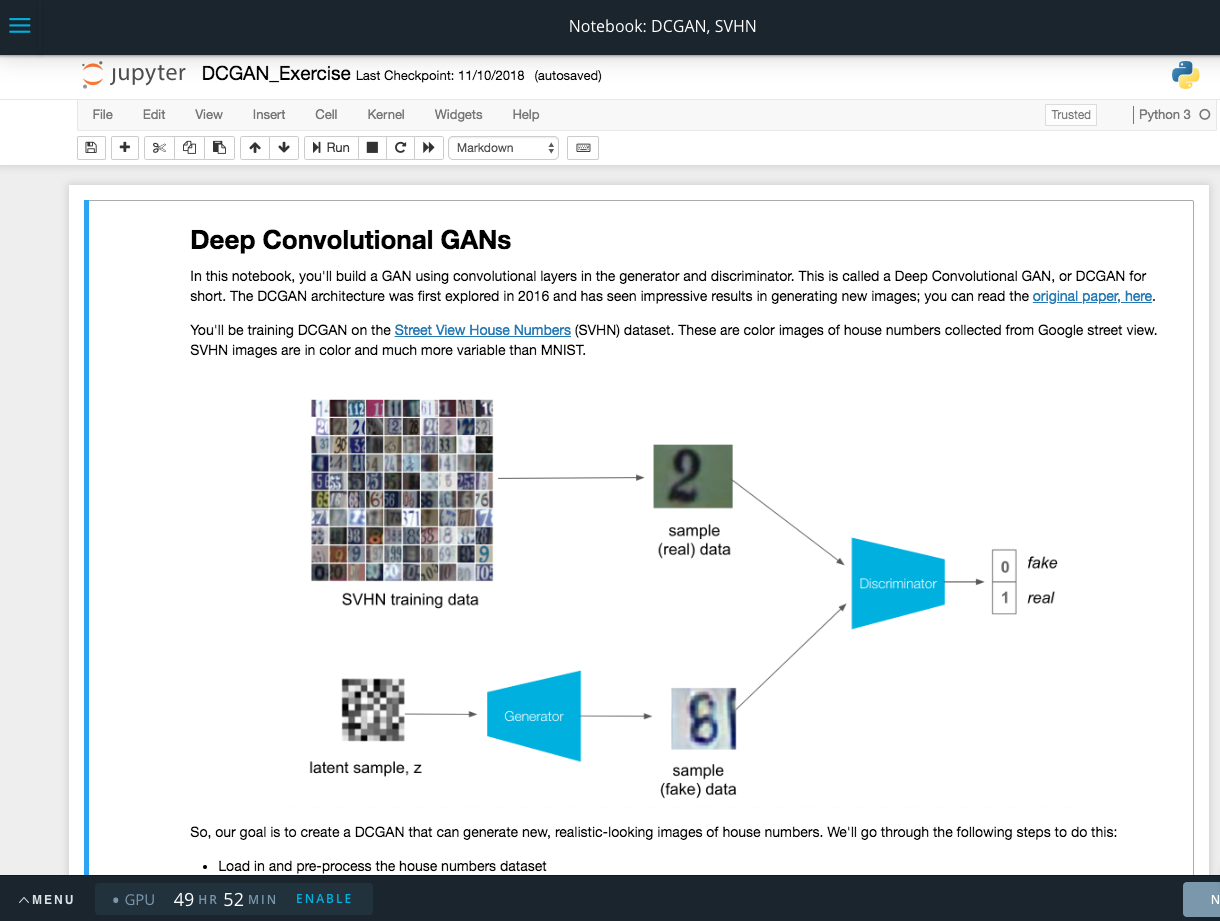 Notebook: DCGAN, SVHN
jupyter DCGAN_Exercise Last Checkpoint: 11/10/2018 (autosaved)
File Edit View Insert Cell Kernel Widgets Help Trusted Python 3
Run Markdown
Deep Convolutional GANs
In this notebook, you'll build a GAN using convolutional layers in the generator and discriminator. This is called a Deep Convolutional GAN, or DCGAN for
short. The DCGAN architecture was first explored in 2016 and has seen impressive results in generating new images; you can read the original paper, here.
You'll be training DCGAN on the Street View House Numbers (SVHN) dataset. These are color images of house numbers collected from Google street view.
SVHN images are in color and much more variable than MNIST.
2
sample
(real) data
SVHN training data
Discriminator
0 fake
1 real
latent sample, z
Generator
8
sample
(fake) data
So, our goal is to create a DCGAN that can generate new, realistic-looking images of house numbers. We'll go through the following steps to do this:
• Load in and pre-process the house numbers dataset
MENU • GPU 49 HR 52 MIN ENABLE N